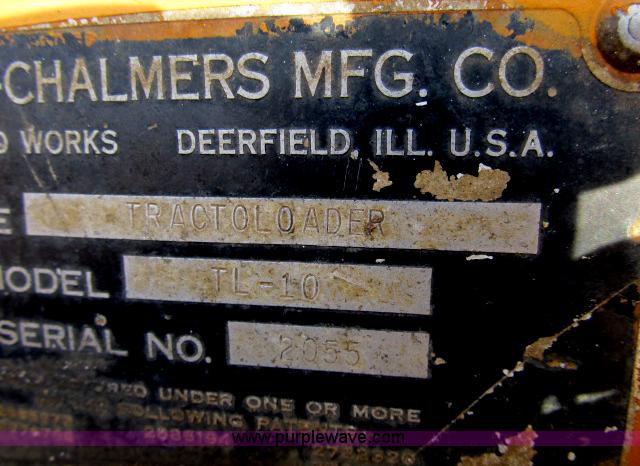 -CHALMERS MFG. CO.
WORKS DEERFIELD, ILL. U.S.A.
E TRACTOLOADER
MODEL TL-10
SERIAL NO. 2055
UNDER ONE OR MORE
FOLLOWING
www.purplewave.com